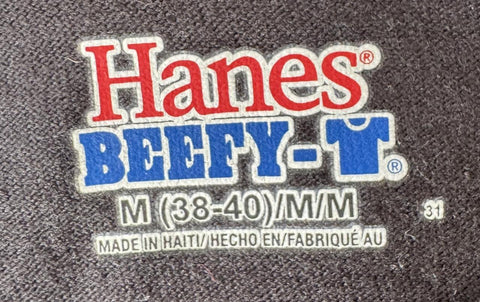 Hanes®
BEEFY-T®
M (38-40)/M/M
31
MADE IN HAITI/HECHO EN/FABRIQUÉ AU